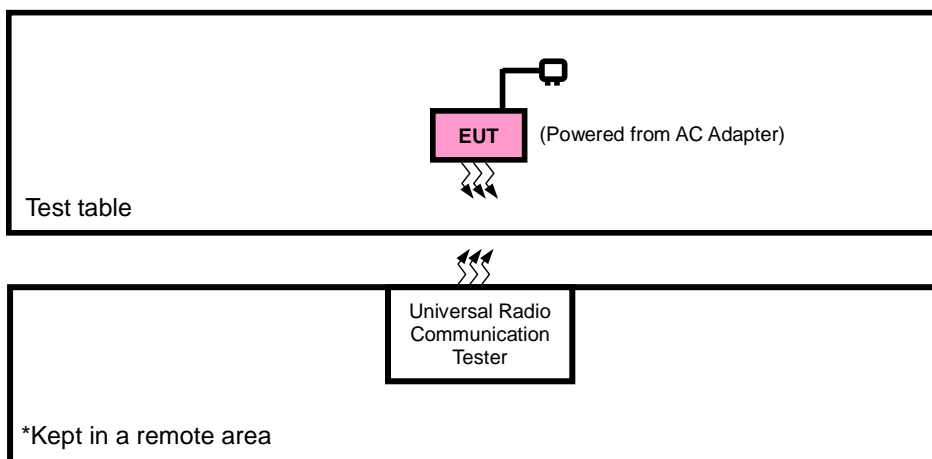 EUT
(Powered from AC Adapter)
Test table
Universal Radio
Communication
Tester
*Kept in a remote area